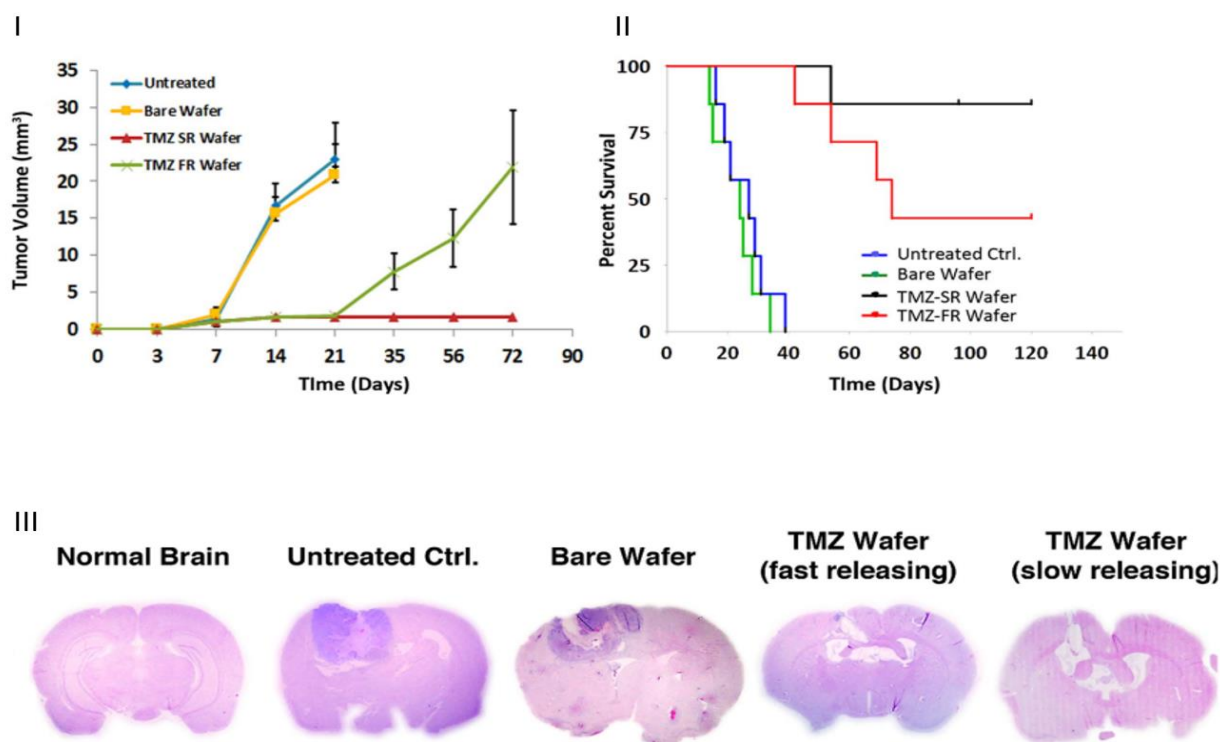 I
II
35
30
25
20
15
10
5
0
Tumor Volume (mm³)
Untreated
Bare Wafer
TMZ SR Wafer
TMZ FR Wafer
0 3 7 14 21 35 56 72 90
TIme (Days)
100
75
50
25
0
Percent Survival
Untreated Ctrl.
Bare Wafer
TMZ-SR Wafer
TMZ-FR Wafer
0 20 40 60 80 100 120 140
TIme (Days)
III
Normal Brain
Untreated Ctrl.
Bare Wafer
TMZ Wafer
(fast releasing)
TMZ Wafer
(slow releasing)